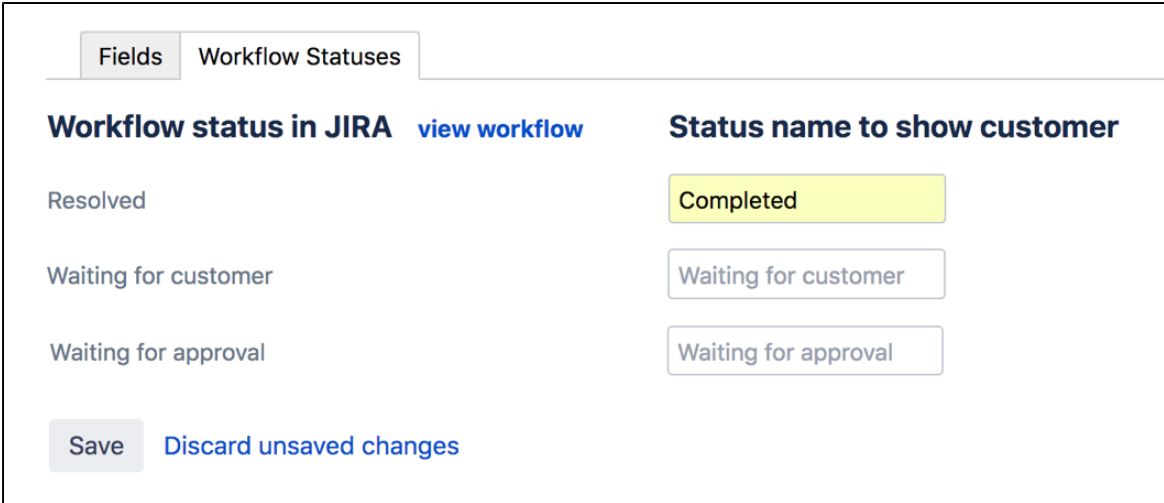 Fields Workflow Statuses
Workflow status in JIRA view workflow Status name to show customer
Resolved Completed
Waiting for customer Waiting for customer
Waiting for approval Waiting for approval
Save Discard unsaved changes